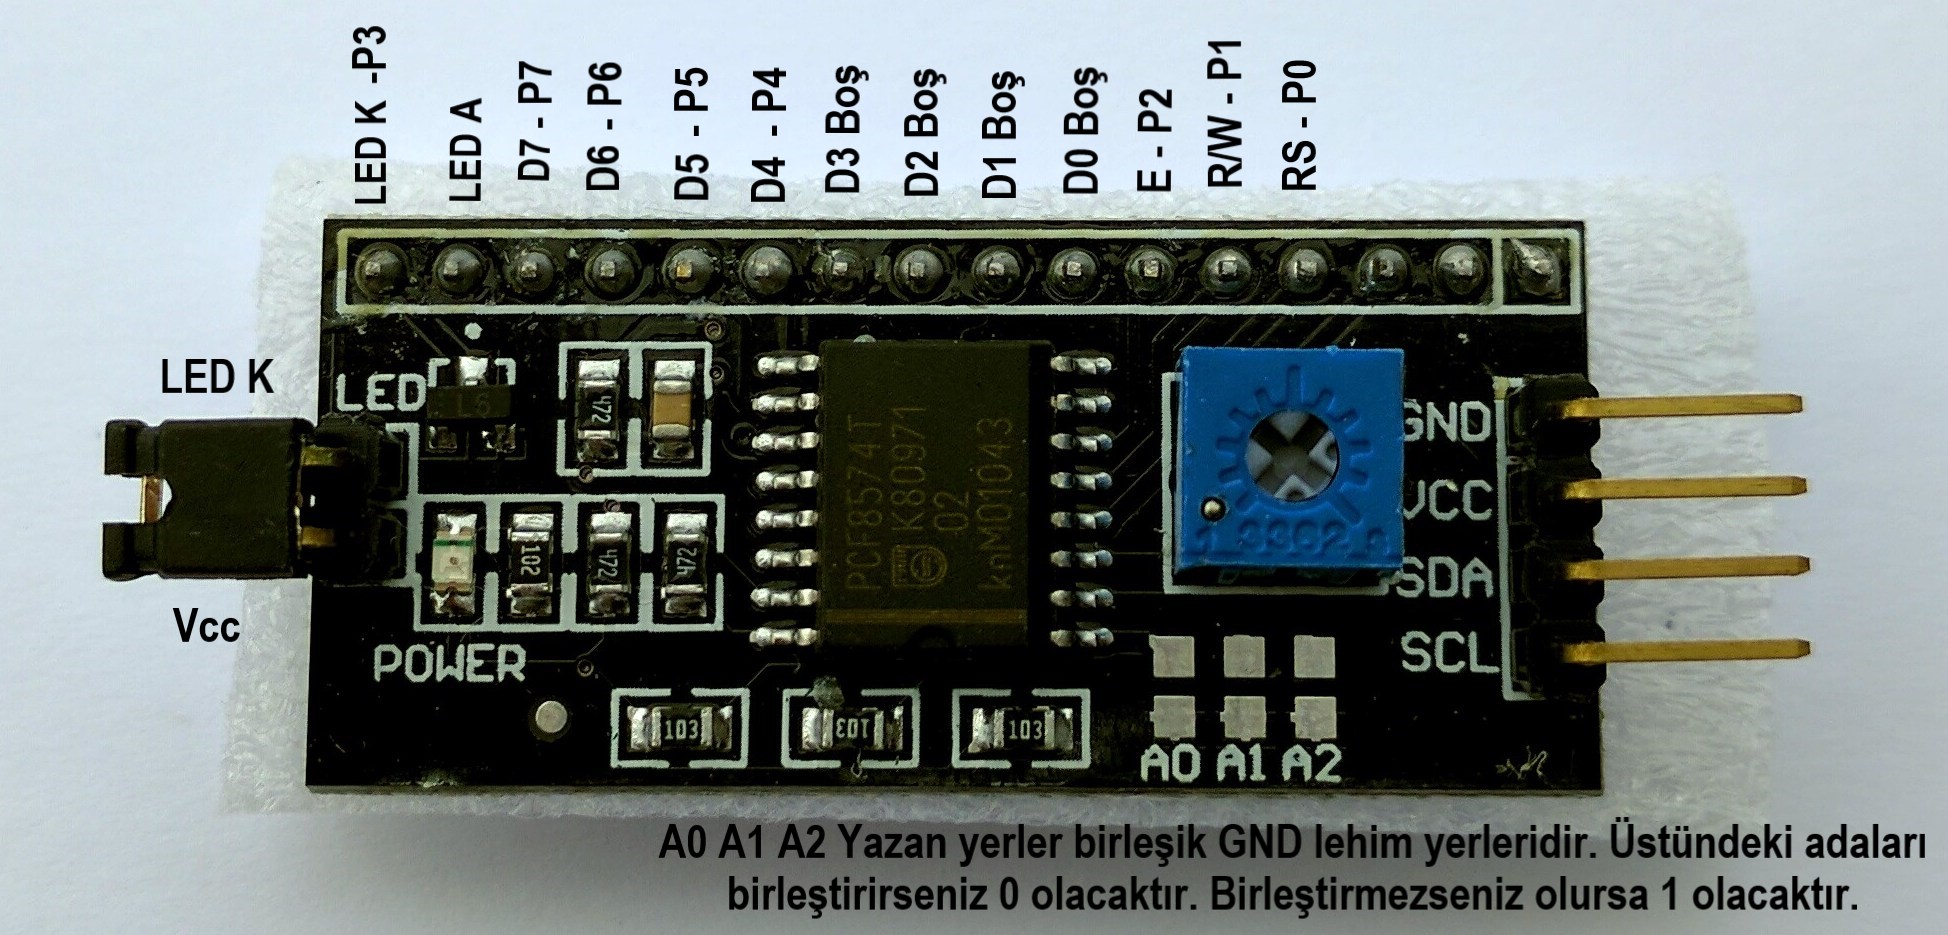 LED K -P3
LED A
D7 - P7
D6 - P6
D5 - P5
D4 - P4
D3 Boş
D2 Boş
D1 Boş
D0 Boş
E - P2
R/W - P1
RS - P0
LED K
LED
L6
472
PCF8574T
K80971
02
knM01043
3362
GND
VCC
SDA
SCL
102
472
472
Vcc
POWER
103
103
103
A0 A1 A2
A0 A1 A2 Yazan yerler birleşik GND lehim yerleridir. Üstündeki adaları
birleştirirseniz 0 olacaktır. Birleştirmezseniz olursa 1 olacaktır.